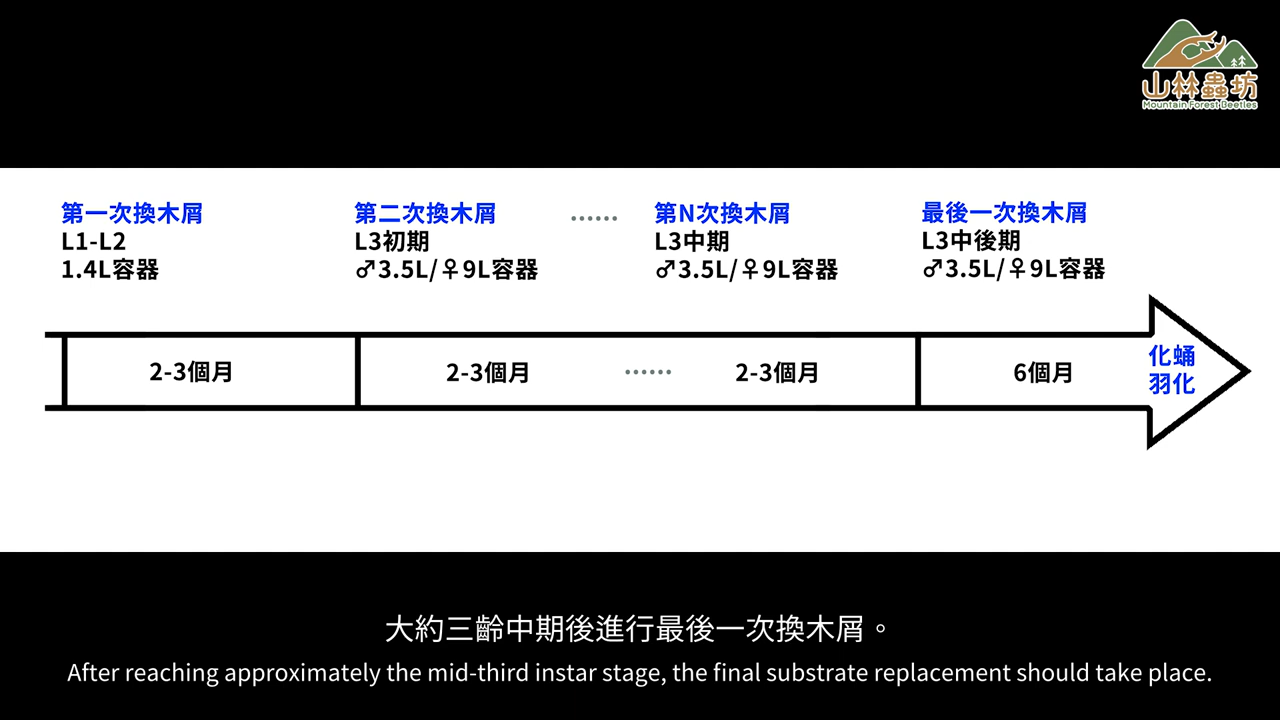 山林蟲坊
Mountain Forest Beetles
第一次換木屑
L1-L2
1.4L容器
第二次換木屑
L3初期
♂3.5L/♀9L容器
……
第N次換木屑
L3中期
♂3.5L/♀9L容器
最後一次換木屑
L3中後期
♂3.5L/♀9L容器
2-3個月
2-3個月
……
2-3個月
6個月
化蛹
羽化
大約三齡中期後進行最後一次換木屑。
After reaching approximately the mid-third instar stage, the final substrate replacement should take place.